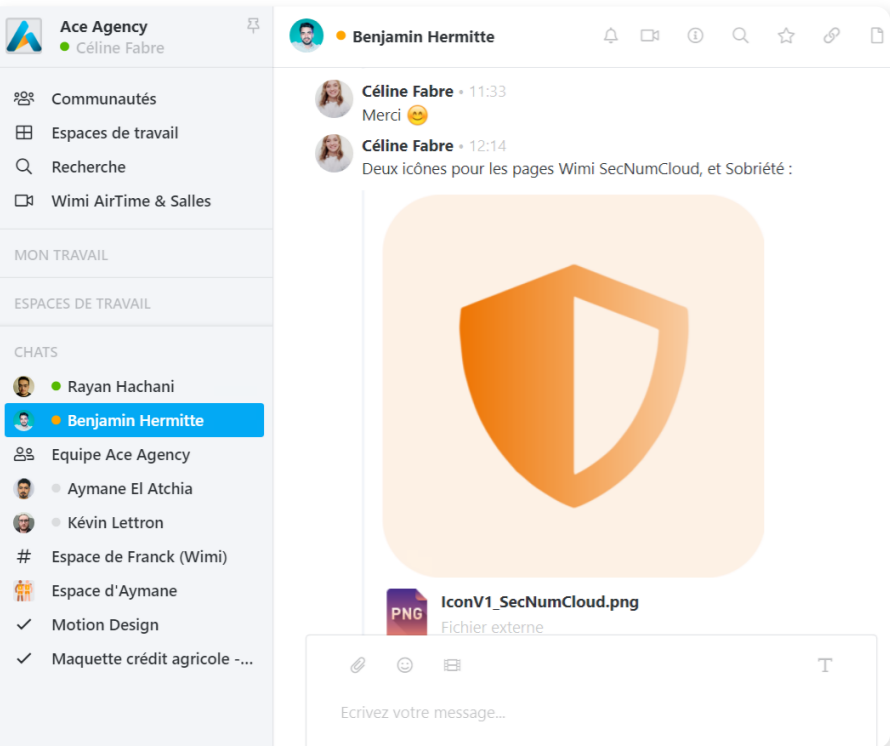 Ace Agency
Céline Fabre
Communautés
Espaces de travail
Recherche
Wimi AirTime & Salles
MON TRAVAIL
ESPACES DE TRAVAIL
CHATS
Rayan Hachani
Benjamin Hermitte
Equipe Ace Agency
Aymane El Atchia
Kévin Lettron
# Espace de Franck (Wimi)
Espace d'Aymane
Motion Design
Maquette crédit agricole -...
Benjamin Hermitte
Céline Fabre • 11:33
Merci 😊
Céline Fabre • 12:14
Deux icônes pour les pages Wimi SecNumCloud, et Sobriété :
PNG
IconV1_SecNumCloud.png
Fichier externe
T
Ecrivez votre message...